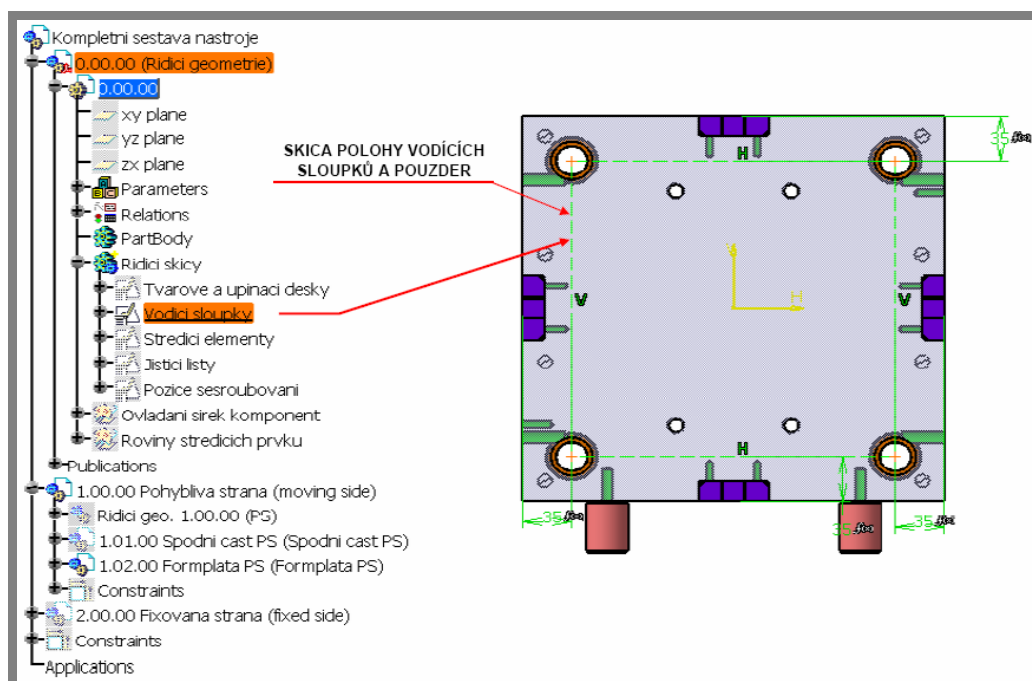 Kompletni sestava nastroje
0.00.00 (Ridici geometrie)
0.00.00
xy plane
yz plane
zx plane
Parameters
Relations
PartBody
Ridici skicy
Tvarove a upinaci desky
Vodici sloupky
Stredici elementy
Jistici listy
Pozice sesroubovani
Ovladani sirek komponent
Roviny stredicich prvku
Publications
1.00.00 Pohybliva strana (moving side)
Ridici geo. 1.00.00 (PS)
1.01.00 Spodni cast PS (Spodni cast PS)
1.02.00 Formplata PS (Formplata PS)
Constraints
2.00.00 Fixovana strana (fixed side)
Constraints
Applications
SKICA POLOHY VODÍCÍCH
SLOUPKŮ A POUZDER
35 f(x)
H
V
V
V
H
H
35 f(x)
35 f(x)
35 f(x)